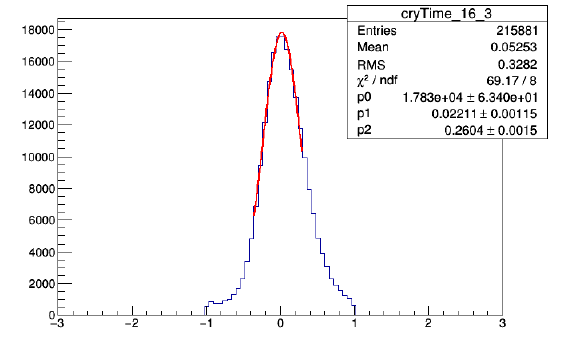 cryTime_16_3
Entries 215881
Mean 0.05253
RMS 0.3282
χ² / ndf 69.17 / 8
p0 1.783e+04 ± 6.340e+01
p1 0.02211 ± 0.00115
p2 0.2604 ± 0.0015
18000
16000
14000
12000
10000
8000
6000
4000
2000
0
-3 -2 -1 0 1 2 3